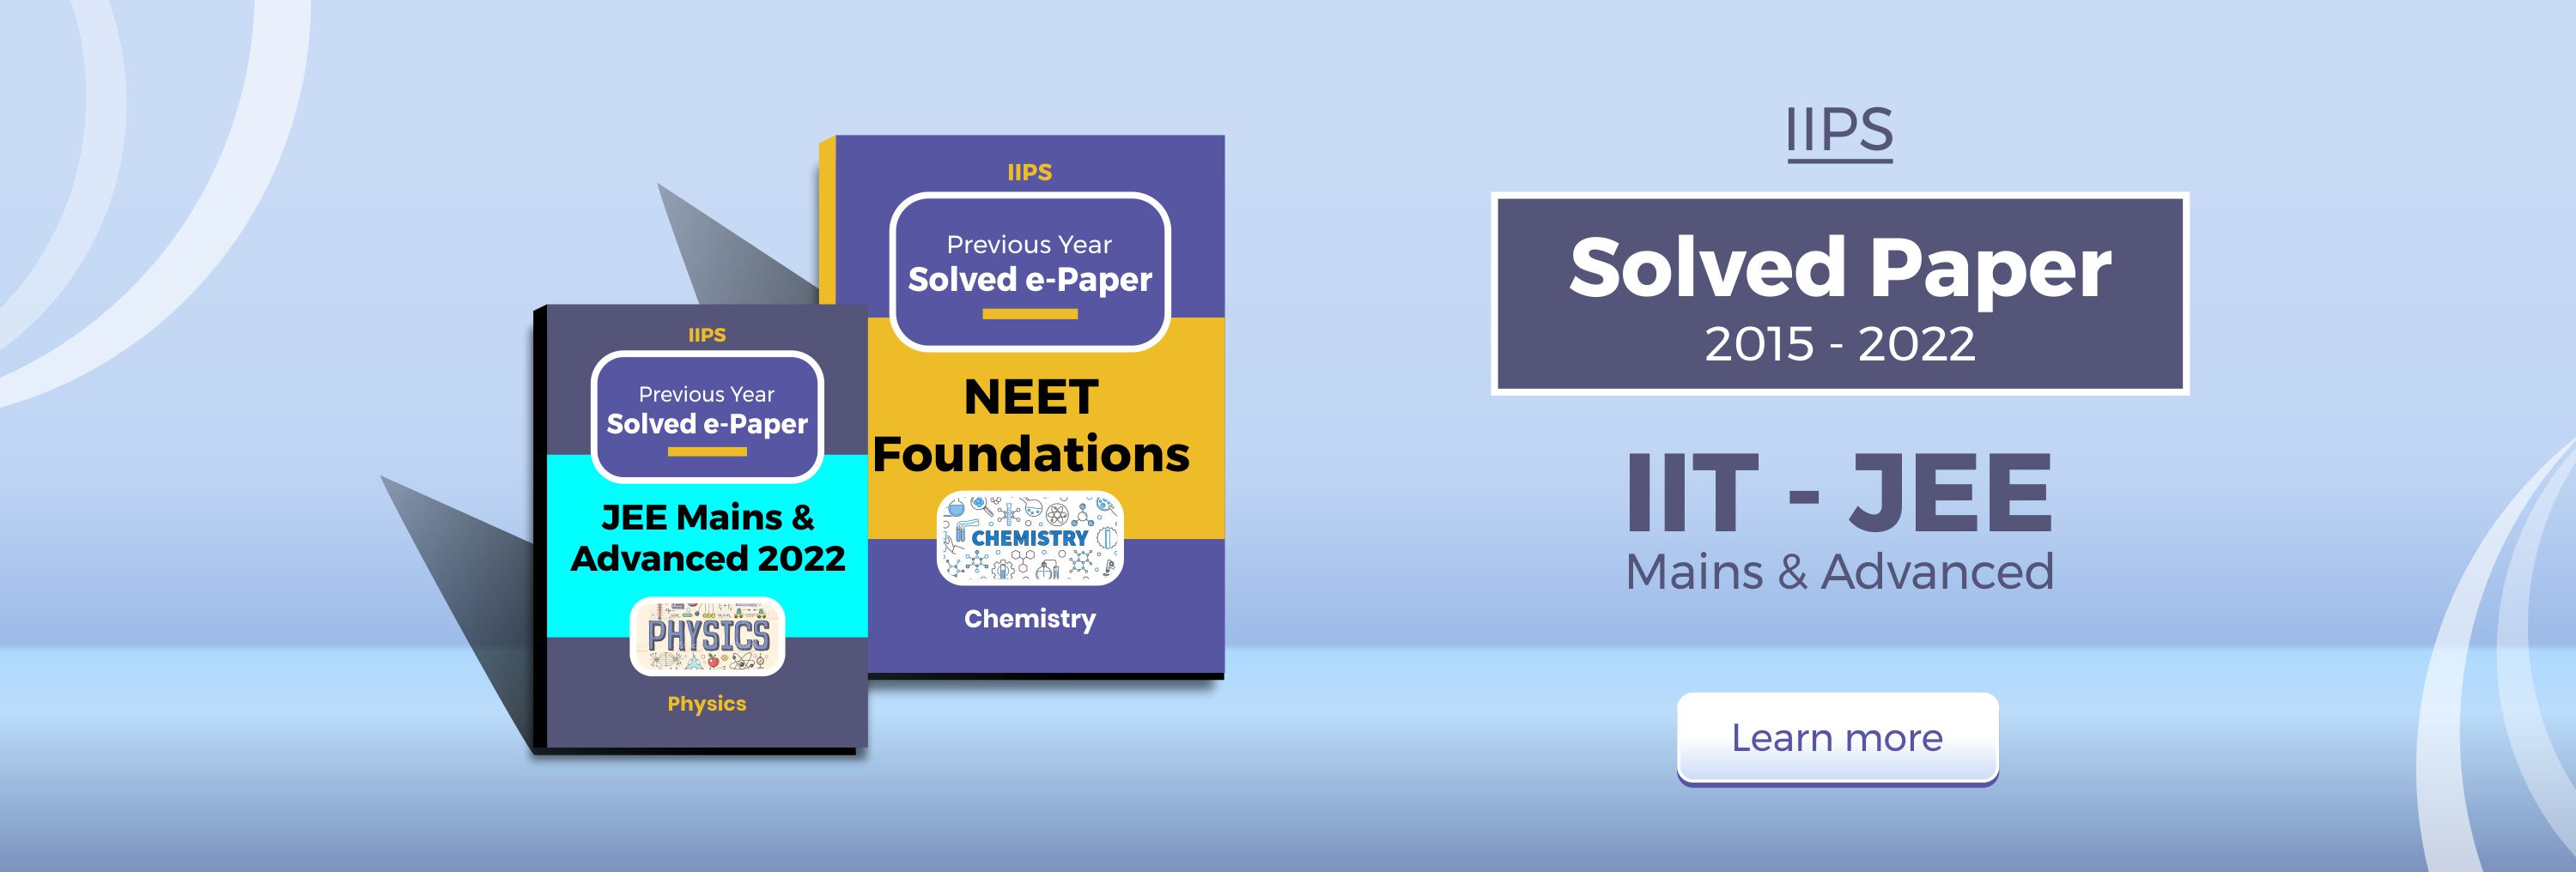 IIPS
Previous Year
Solved e-Paper
NEET
Foundations
CHEMISTRY
Chemistry
IIPS
Previous Year
Solved e-Paper
JEE Mains &
Advanced 2022
PHYSICS
Physics
IIPS
Solved Paper
2015 - 2022
IIT - JEE
Mains & Advanced
Learn more